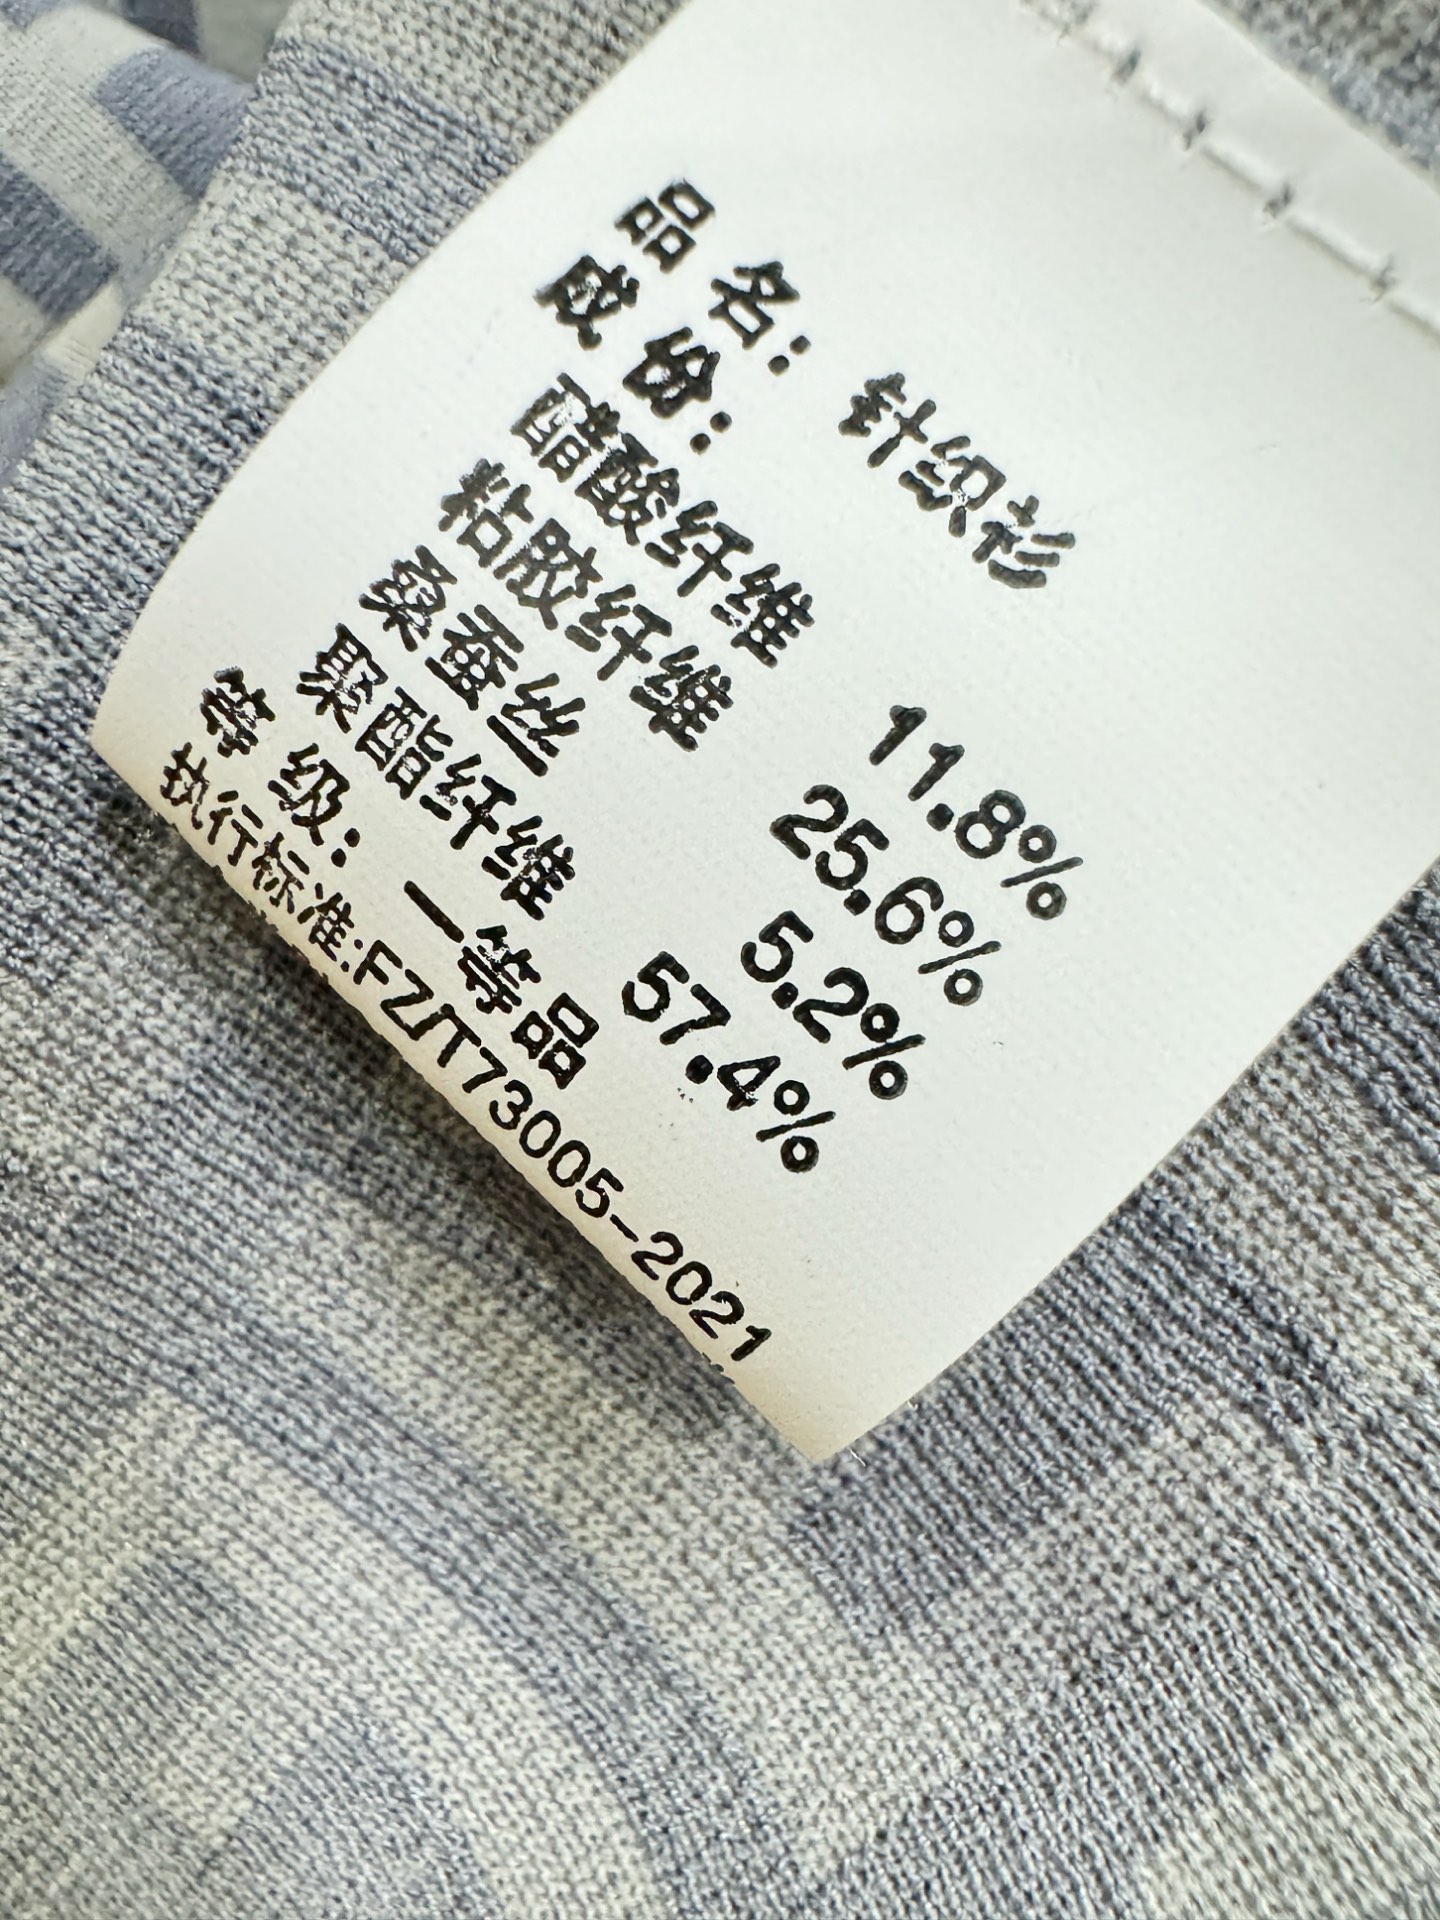 品 名: 针织衫
成 份:
醋酸纤维 11.8%
粘胶纤维 25.6%
桑蚕丝 5.2%
聚酯纤维 57.4%
等 级: 一等品
执行标准:FZ/T73005-2021